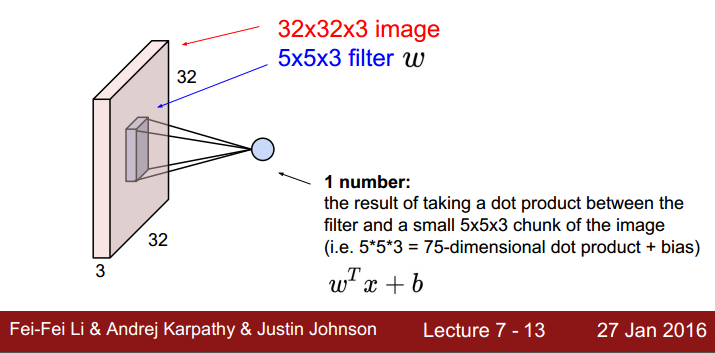 32x32x3 image
5x5x3 filter w
32
32
3
1 number:
the result of taking a dot product between the
filter and a small 5x5x3 chunk of the image
(i.e. 5*5*3 = 75-dimensional dot product + bias)
wᵀx + b
Fei-Fei Li & Andrej Karpathy & Justin Johnson Lecture 7 - 13 27 Jan 2016